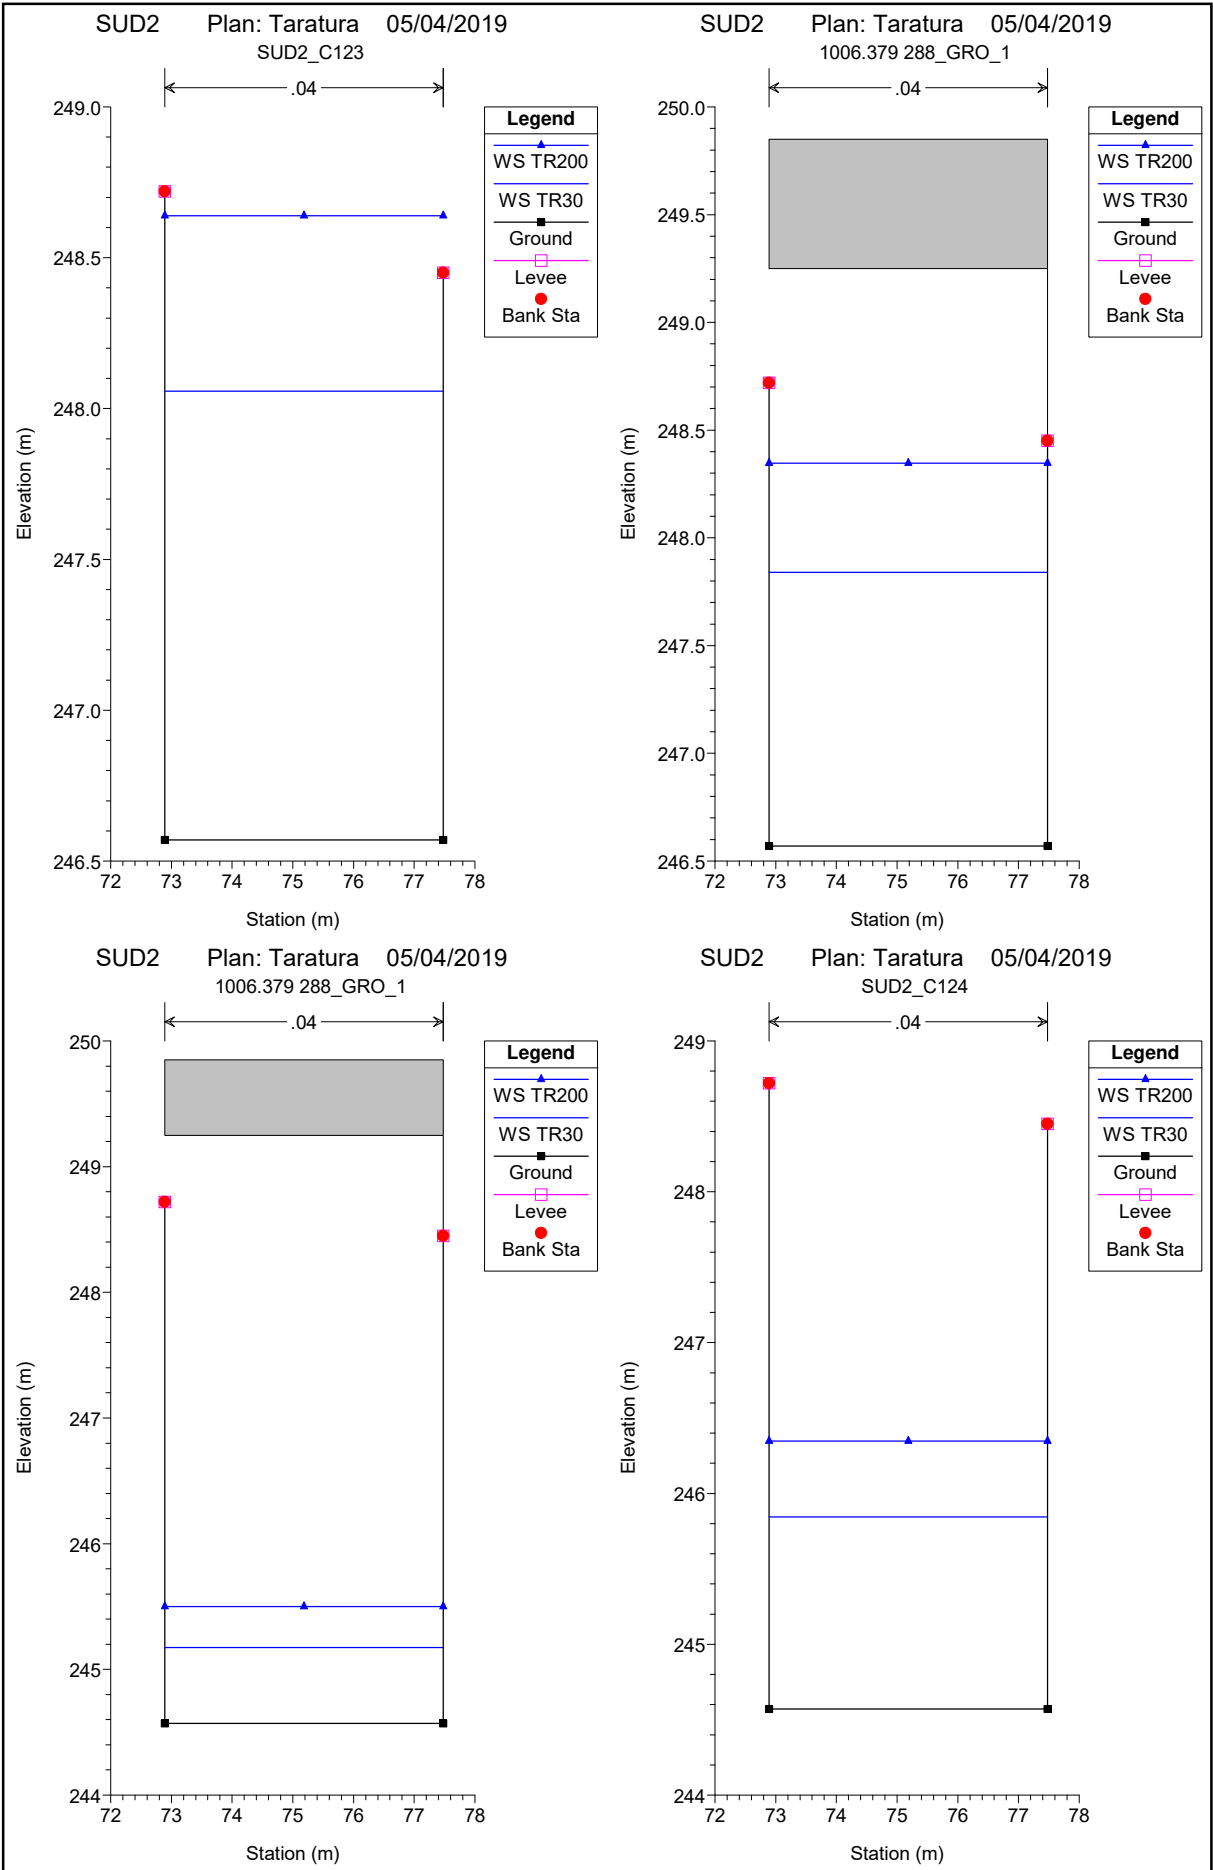 SUD2 Plan: Taratura 05/04/2019
SUD2_C123
.04
249.0
248.5
248.0
247.5
247.0
246.5
72 73 74 75 76 77 78
Station (m)
Elevation (m)
Legend
WS TR200
WS TR30
Ground
Levee
Bank Sta
SUD2 Plan: Taratura 05/04/2019
1006.379 288_GRO_1
.04
250.0
249.5
249.0
248.5
248.0
247.5
247.0
246.5
72 73 74 75 76 77 78
Station (m)
Elevation (m)
Legend
WS TR200
WS TR30
Ground
Levee
Bank Sta
SUD2 Plan: Taratura 05/04/2019
1006.379 288_GRO_1
.04
250
249
248
247
246
245
244
72 73 74 75 76 77 78
Station (m)
Elevation (m)
Legend
WS TR200
WS TR30
Ground
Levee
Bank Sta
SUD2 Plan: Taratura 05/04/2019
SUD2_C124
.04
249
248
247
246
245
244
72 73 74 75 76 77 78
Station (m)
Elevation (m)
Legend
WS TR200
WS TR30
Ground
Levee
Bank Sta